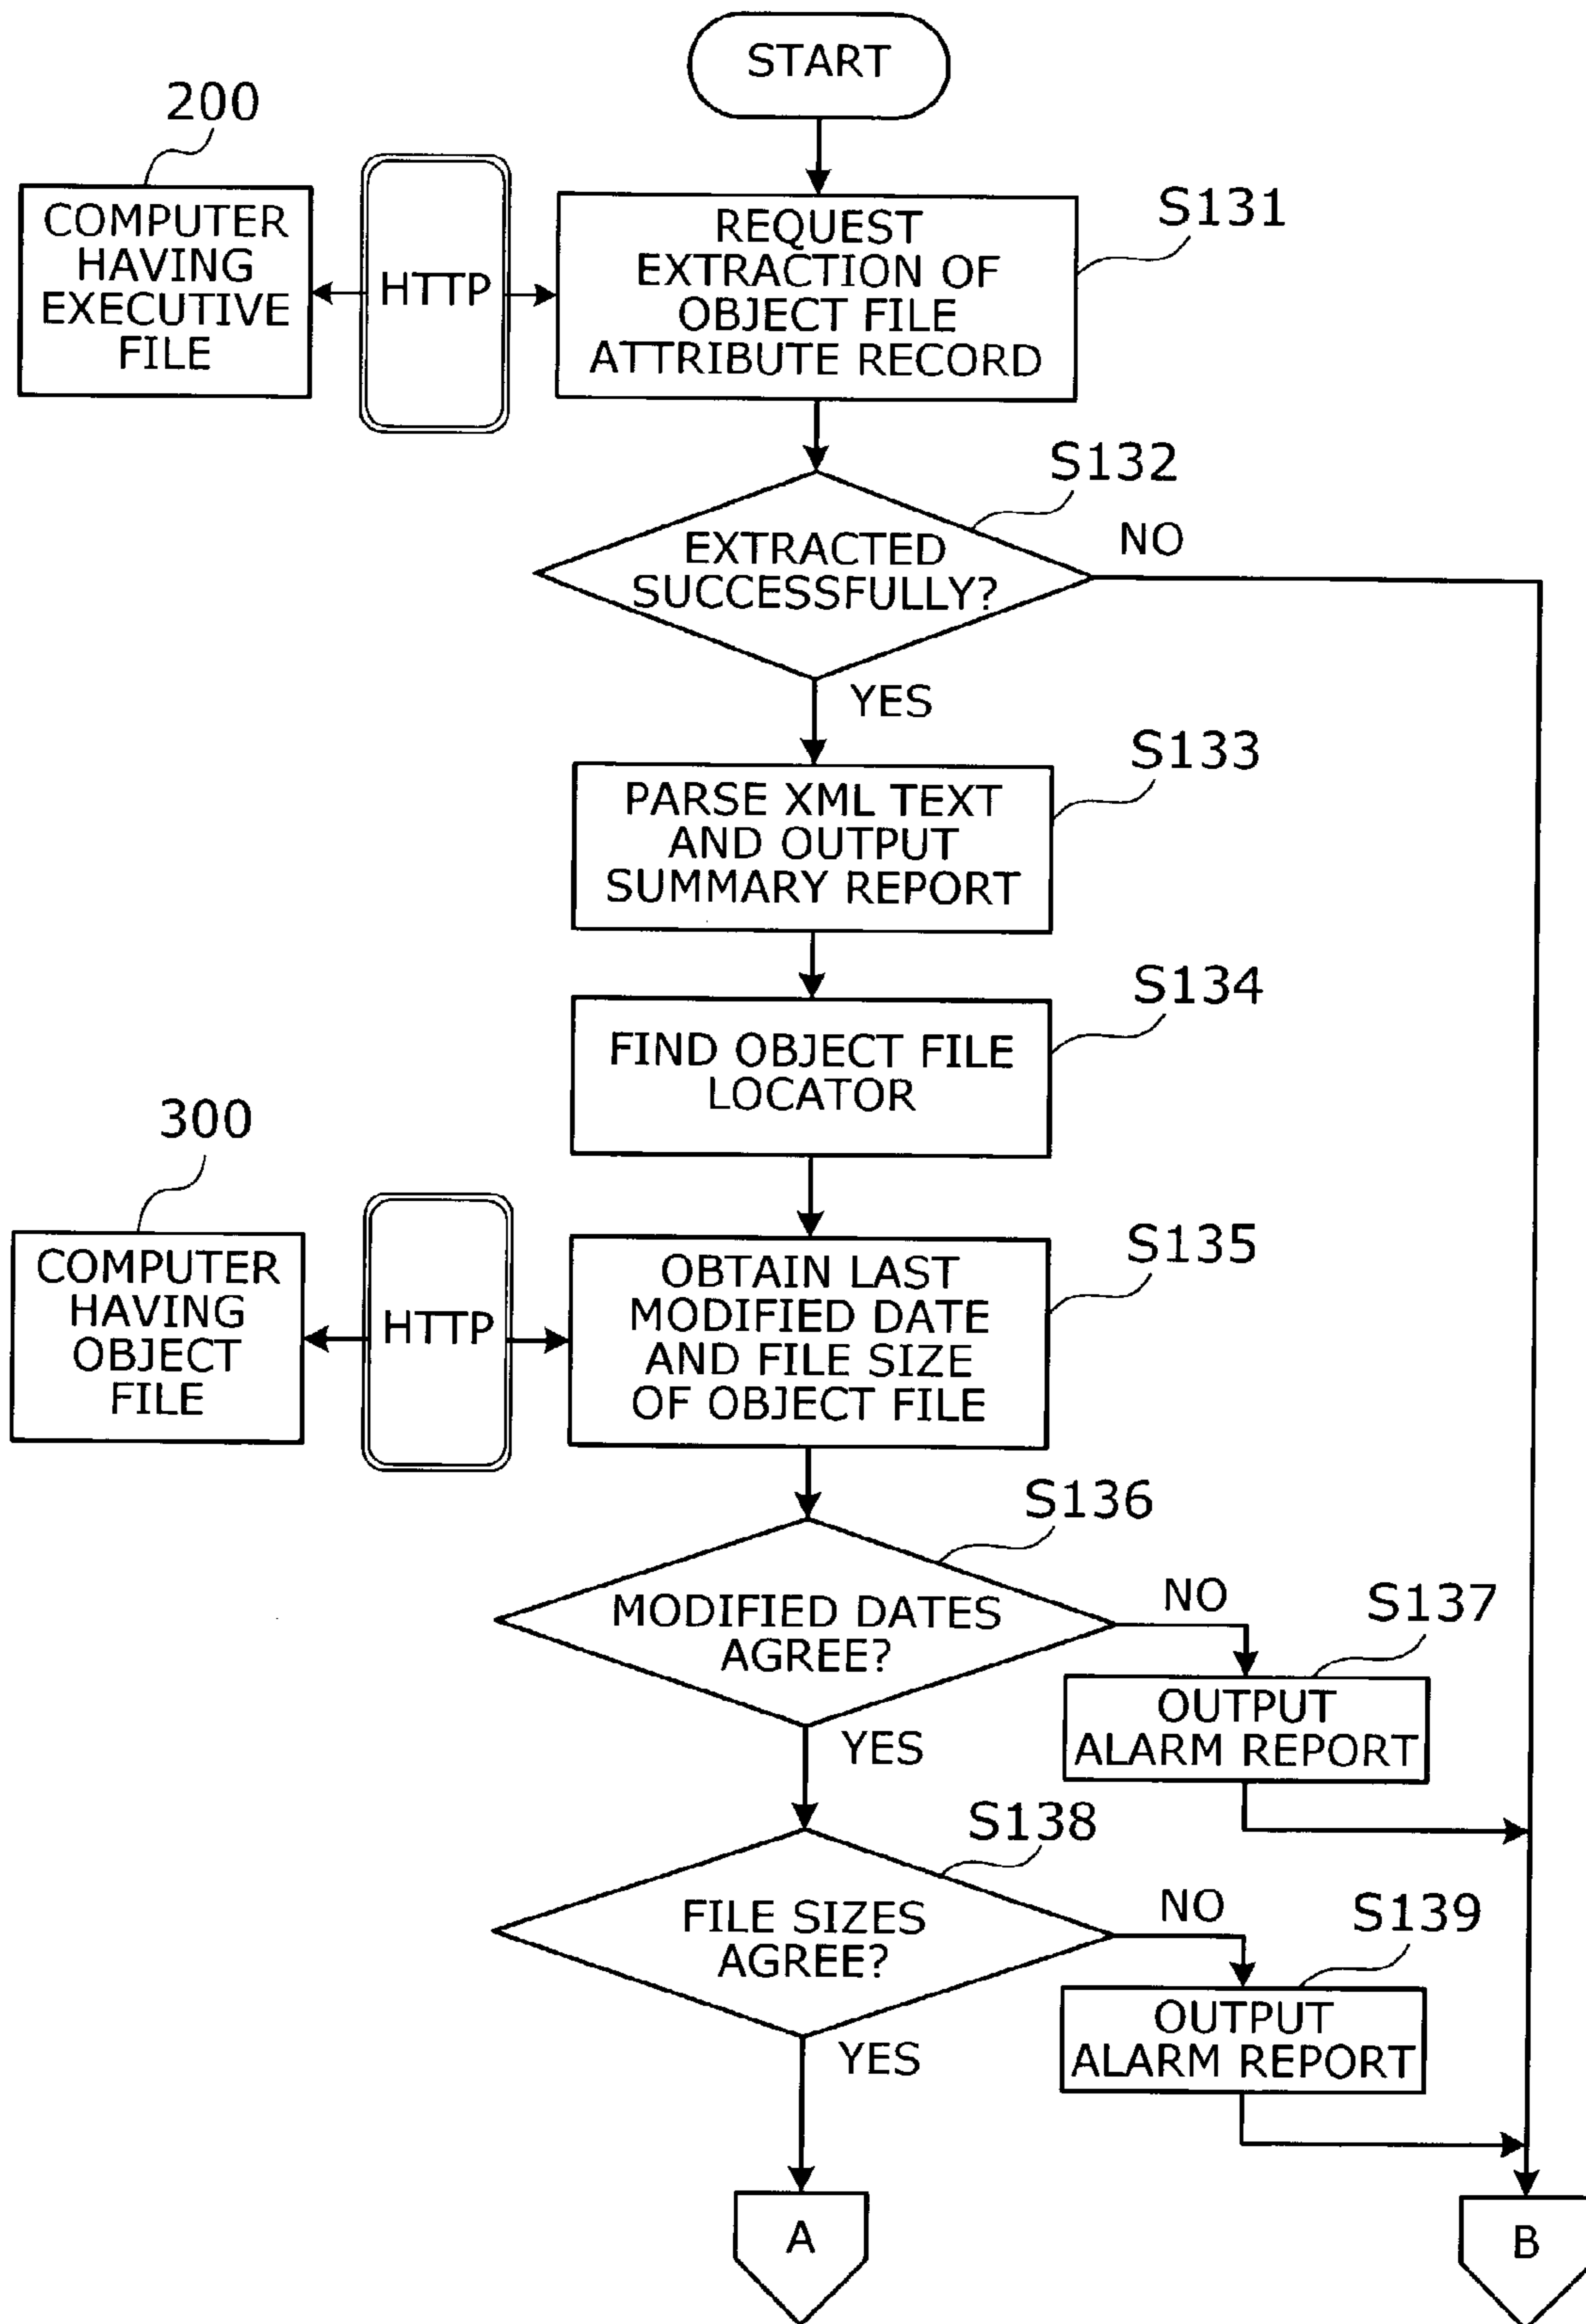 START
200
COMPUTER
HAVING
EXECUTIVE
FILE
HTTP
REQUEST
EXTRACTION OF
OBJECT FILE
ATTRIBUTE RECORD
S131
S132
EXTRACTED
SUCCESSFULLY?
NO
YES
S133
PARSE XML TEXT
AND OUTPUT
SUMMARY REPORT
S134
FIND OBJECT FILE
LOCATOR
300
COMPUTER
HAVING
OBJECT
FILE
HTTP
OBTAIN LAST
MODIFIED DATE
AND FILE SIZE
OF OBJECT FILE
S135
S136
MODIFIED DATES
AGREE?
NO
S137
OUTPUT
ALARM REPORT
YES
S138
FILE SIZES
AGREE?
NO
S139
OUTPUT
ALARM REPORT
YES
A
B